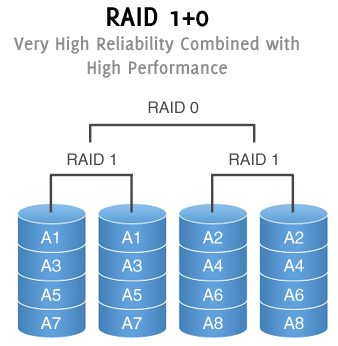 RAID 1+0
Very High Reliability Combined with
High Performance
RAID 0
RAID 1 RAID 1
A1 A1 A2 A2
A3 A3 A4 A4
A5 A5 A6 A6
A7 A7 A8 A8